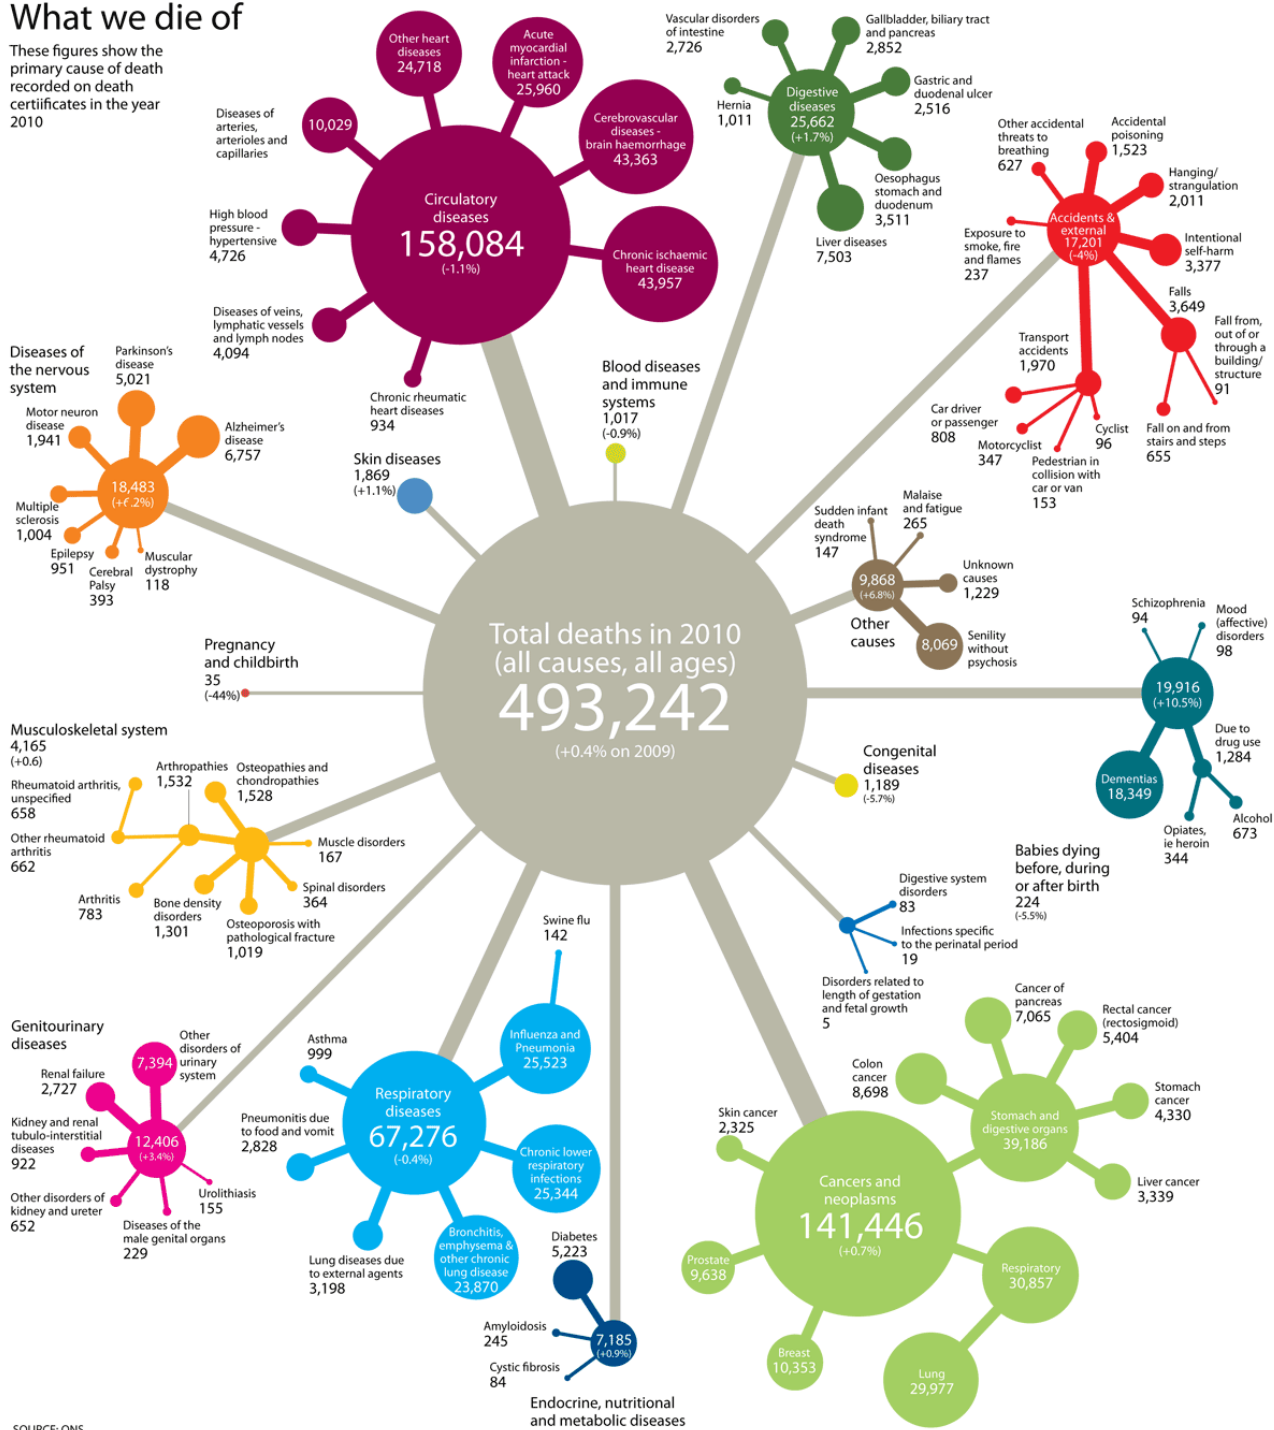 What we die of
These figures show the
primary cause of death
recorded on death
certiificates in the year
2010
Circulatory
diseases
158,084
(-1.1%)
Other heart
diseases
24,718
Acute
myocardial
infarction -
heart attack
25,960
Cerebrovascular
diseases -
brain haemorrhage
43,363
Chronic ischaemic
heart disease
43,957
Diseases of
arteries,
arterioles and
capillaries
10,029
High blood
pressure -
hypertensive
4,726
Diseases of veins,
lymphatic vessels
and lymph nodes
4,094
Chronic rheumatic
heart diseases
934
Vascular disorders
of intestine
2,726
Gallbladder, biliary tract
and pancreas
2,852
Hernia
1,011
Digestive
diseases
25,662
(+1.7%)
Gastric and
duodenal ulcer
2,516
Oesophagus
stomach and
duodenum
3,511
Liver diseases
7,503
Other accidental
threats to
breathing
627
Accidental
poisoning
1,523
Hanging/
strangulation
2,011
Accidents &
external
17,201
(-4%)
Exposure to
smoke, fire
and flames
237
Intentional
self-harm
3,377
Falls
3,649
Fall from,
out of or
through a
building/
structure
91
Fall on and from
stairs and steps
655
Transport
accidents
1,970
Car driver
or passenger
808
Motorcyclist
347
Pedestrian in
collision with
car or van
153
Cyclist
96
Diseases of
the nervous
system
Parkinson's
disease
5,021
Motor neuron
disease
1,941
Alzheimer's
disease
6,757
18,483
Multiple
sclerosis
1,004
Epilepsy
951
Cerebral
Palsy
393
Muscular
dystrophy
118
Skin diseases
1,869
(+1.1%)
Blood diseases
and immune
systems
1,017
(-0.9%)
Sudden infant
death
syndrome
147
Malaise
and fatigue
265
Unknown
causes
1,229
9,868
(+6.8%)
Other
causes
8,069
Senility
without
psychosis
Total deaths in 2010
(all causes, all ages)
493,242
(+0.4% on 2009)
Pregnancy
and childbirth
35
(-44%)
Schizophrenia
94
Mood
(affective)
disorders
98
19,916
(+10.5%)
Dementias
18,349
Due to
drug use
1,284
Opiates,
ie heroin
344
Alcohol
673
Congenital
diseases
1,189
(-5.7%)
Babies dying
before, during
or after birth
224
(-5.5%)
Digestive system
disorders
83
Infections specific
to the perinatal period
19
Disorders related to
length of gestation
and fetal growth
5
Musculoskeletal system
4,165
(+0.6)
Arthropathies
1,532
Osteopathies and
chondropathies
1,528
Rheumatoid arthritis,
unspecified
658
Other rheumatoid
arthritis
662
Arthritis
783
Bone density
disorders
1,301
Osteoporosis with
pathological fracture
1,019
Spinal disorders
364
Muscle disorders
167
Genitourinary
diseases
Other
disorders of
urinary
system
7,394
Renal failure
2,727
Kidney and renal
tubulo-interstitial
diseases
922
12,406
(+3.4%)
Other disorders of
kidney and ureter
652
Diseases of the
male genital organs
229
Urolithiasis
155
Swine flu
142
Influenza and
Pneumonia
25,523
Asthma
999
Respiratory
diseases
67,276
(-0.4%)
Pneumonitis due
to food and vomit
2,828
Chronic lower
respiratory
infections
25,344
Lung diseases due
to external agents
3,198
Bronchitis,
emphysema &
other chronic
lung disease
23,870
Diabetes
5,223
Amyloidosis
245
Cystic fibrosis
84
7,185
(+0.9%)
Endocrine, nutritional
and metabolic diseases
Cancer of
pancreas
7,065
Rectal cancer
(rectosigmoid)
5,404
Colon
cancer
8,698
Stomach
cancer
4,330
Stomach and
digestive organs
39,186
Liver cancer
3,339
Skin cancer
2,325
Cancers and
neoplasms
141,446
(+0.7%)
Prostate
9,638
Respiratory
30,857
Breast
10,353
Lung
29,977
SOURCE: ONS